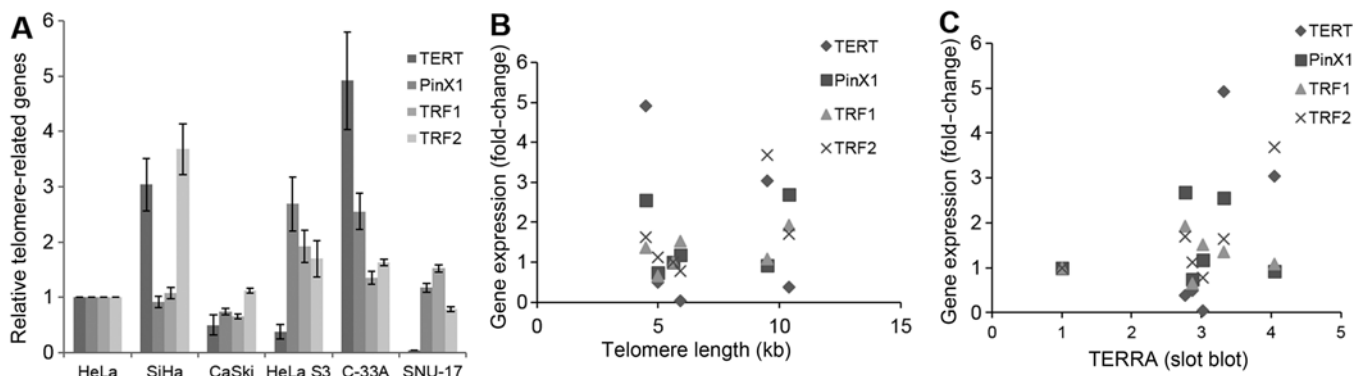 A
Relative telomere-related genes
6
5
4
3
2
1
0
HeLa SiHa CaSki HeLa S3 C-33A SNU-17
TERT
PinX1
TRF1
TRF2
B
Gene expression (fold-change)
6
5
4
3
2
1
0
0 5 10 15
Telomere length (kb)
TERT
PinX1
TRF1
TRF2
C
Gene expression (fold-change)
6
5
4
3
2
1
0
0 1 2 3 4 5
TERRA (slot blot)
TERT
PinX1
TRF1
TRF2